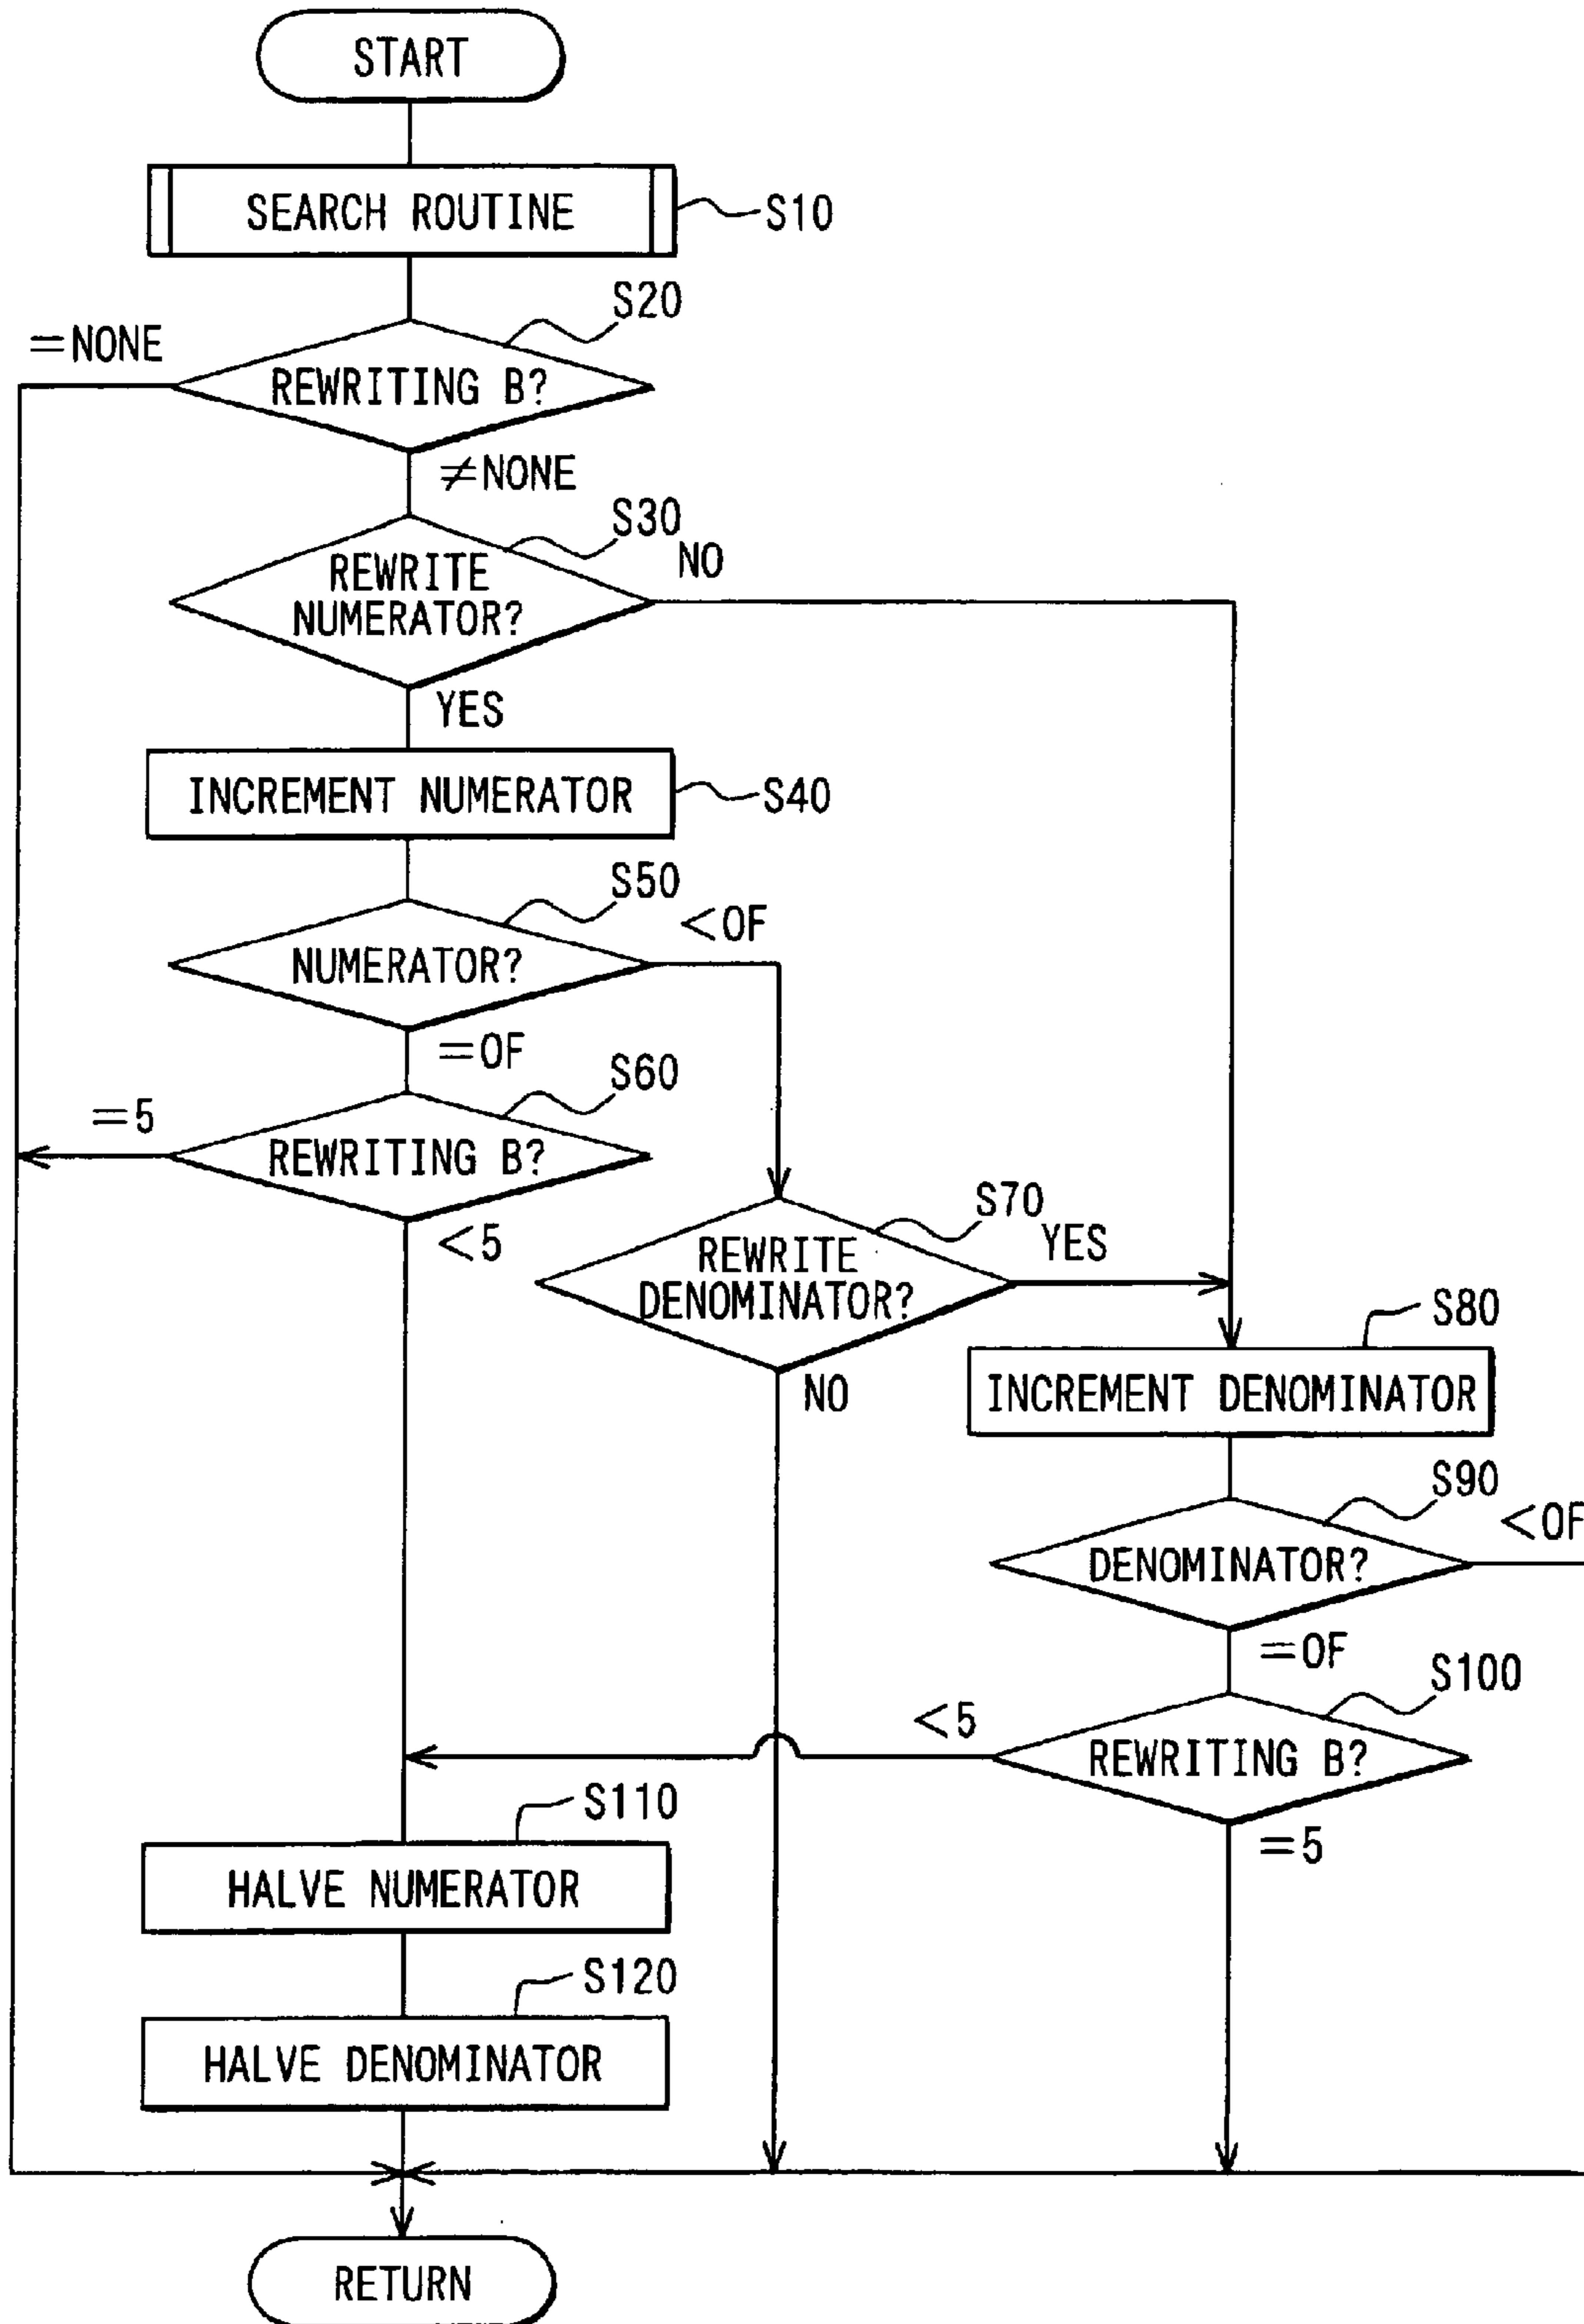 START
SEARCH ROUTINE
S10
S20
=NONE
REWRITING B?
≠NONE
S30
NO
REWRITE
NUMERATOR?
YES
INCREMENT NUMERATOR
S40
S50
<OF
NUMERATOR?
=OF
S60
=5
REWRITING B?
<5
S70
YES
REWRITE
DENOMINATOR?
NO
S80
INCREMENT DENOMINATOR
S90
<OF
DENOMINATOR?
=OF
S100
<5
REWRITING B?
=5
S110
HALVE NUMERATOR
S120
HALVE DENOMINATOR
RETURN